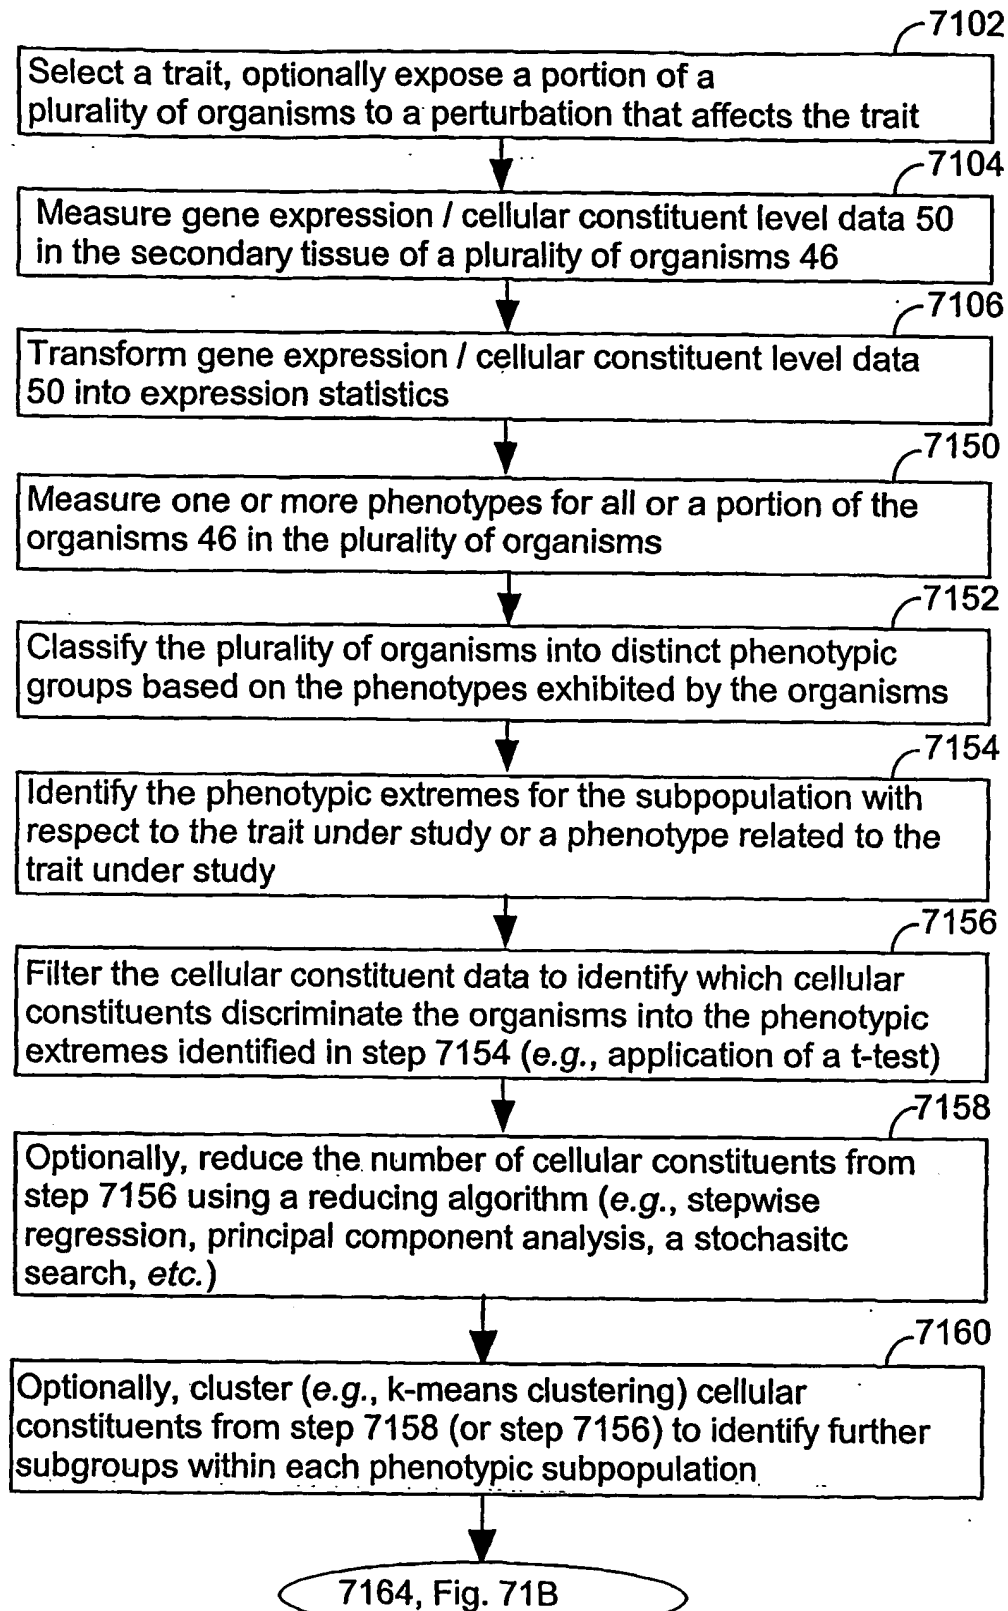 7102
Select a trait, optionally expose a portion of a
plurality of organisms to a perturbation that affects the trait
7104
Measure gene expression / cellular constituent level data 50
in the secondary tissue of a plurality of organisms 46
7106
Transform gene expression / cellular constituent level data
50 into expression statistics
7150
Measure one or more phenotypes for all or a portion of the
organisms 46 in the plurality of organisms
7152
Classify the plurality of organisms into distinct phenotypic
groups based on the phenotypes exhibited by the organisms
7154
Identify the phenotypic extremes for the subpopulation with
respect to the trait under study or a phenotype related to the
trait under study
7156
Filter the cellular constituent data to identify which cellular
constituents discriminate the organisms into the phenotypic
extremes identified in step 7154 (e.g., application of a t-test)
7158
Optionally, reduce the number of cellular constituents from
step 7156 using a reducing algorithm (e.g., stepwise
regression, principal component analysis, a stochasitc
search, etc.)
7160
Optionally, cluster (e.g., k-means clustering) cellular
constituents from step 7158 (or step 7156) to identify further
subgroups within each phenotypic subpopulation
7164, Fig. 71B